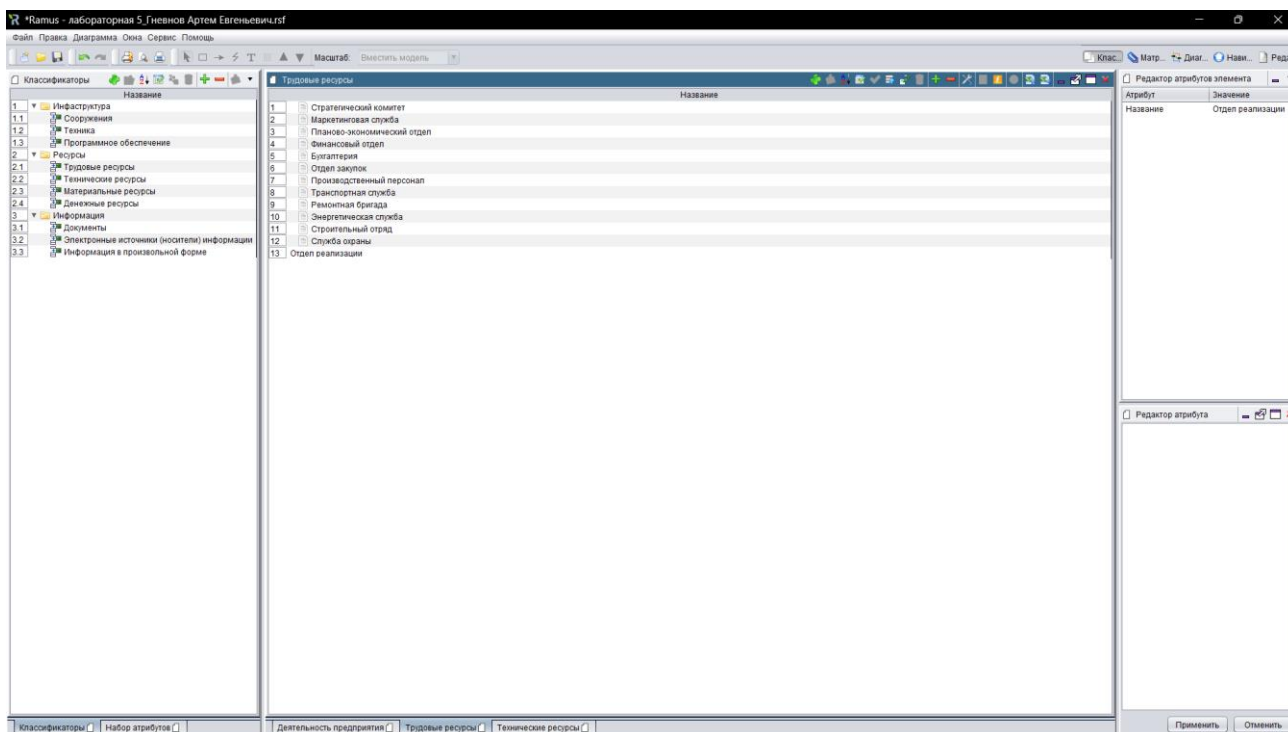 *Ramus - лабораторная 5_Гневнов Артем Евгеньевич.rsf
Файл Правка Диаграмма Окна Сервис Помощь
Масштаб: Вместить модель
Клас... Матр... Диаг... Нави... Реда
Классификаторы
Название
1 Инфаструктура
1.1 Сооружения
1.2 Техника
1.3 Программное обеспечение
2 Ресурсы
2.1 Трудовые ресурсы
2.2 Технические ресурсы
2.3 Материальные ресурсы
2.4 Денежные ресурсы
3 Информация
3.1 Документы
3.2 Электронные источники (носители) информации
3.3 Информация в произвольной форме
Классификаторы Набор атрибутов
Трудовые ресурсы
Название
1 Стратегический комитет
2 Маркетинговая служба
3 Планово-экономический отдел
4 Финансовый отдел
5 Бухгалтерия
6 Отдел закупок
7 Производственный персонал
8 Транспортная служба
9 Ремонтная бригада
10 Энергетическая служба
11 Строительный отряд
12 Служба охраны
13 Отдел реализации
Деятельность предприятия Трудовые ресурсы Технические ресурсы
Редактор атрибутов элемента
Атрибут Значение
Название Отдел реализации
Редактор атрибута
Применить Отменить